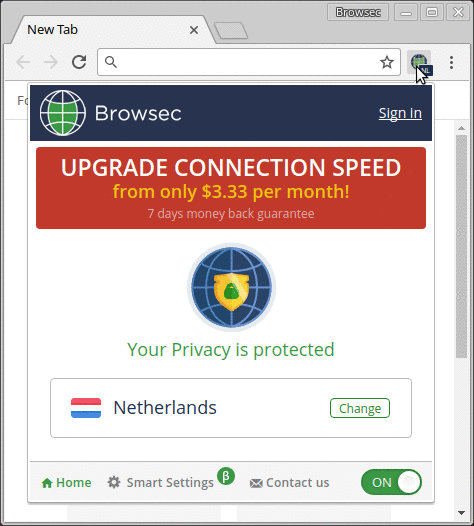 Browsec
New Tab
NL
Fo
Browsec
Sign In
UPGRADE CONNECTION SPEED
from only $3.33 per month!
7 days money back guarantee
Your Privacy is protected
Netherlands
Change
Home
Smart Settings β
Contact us
ON